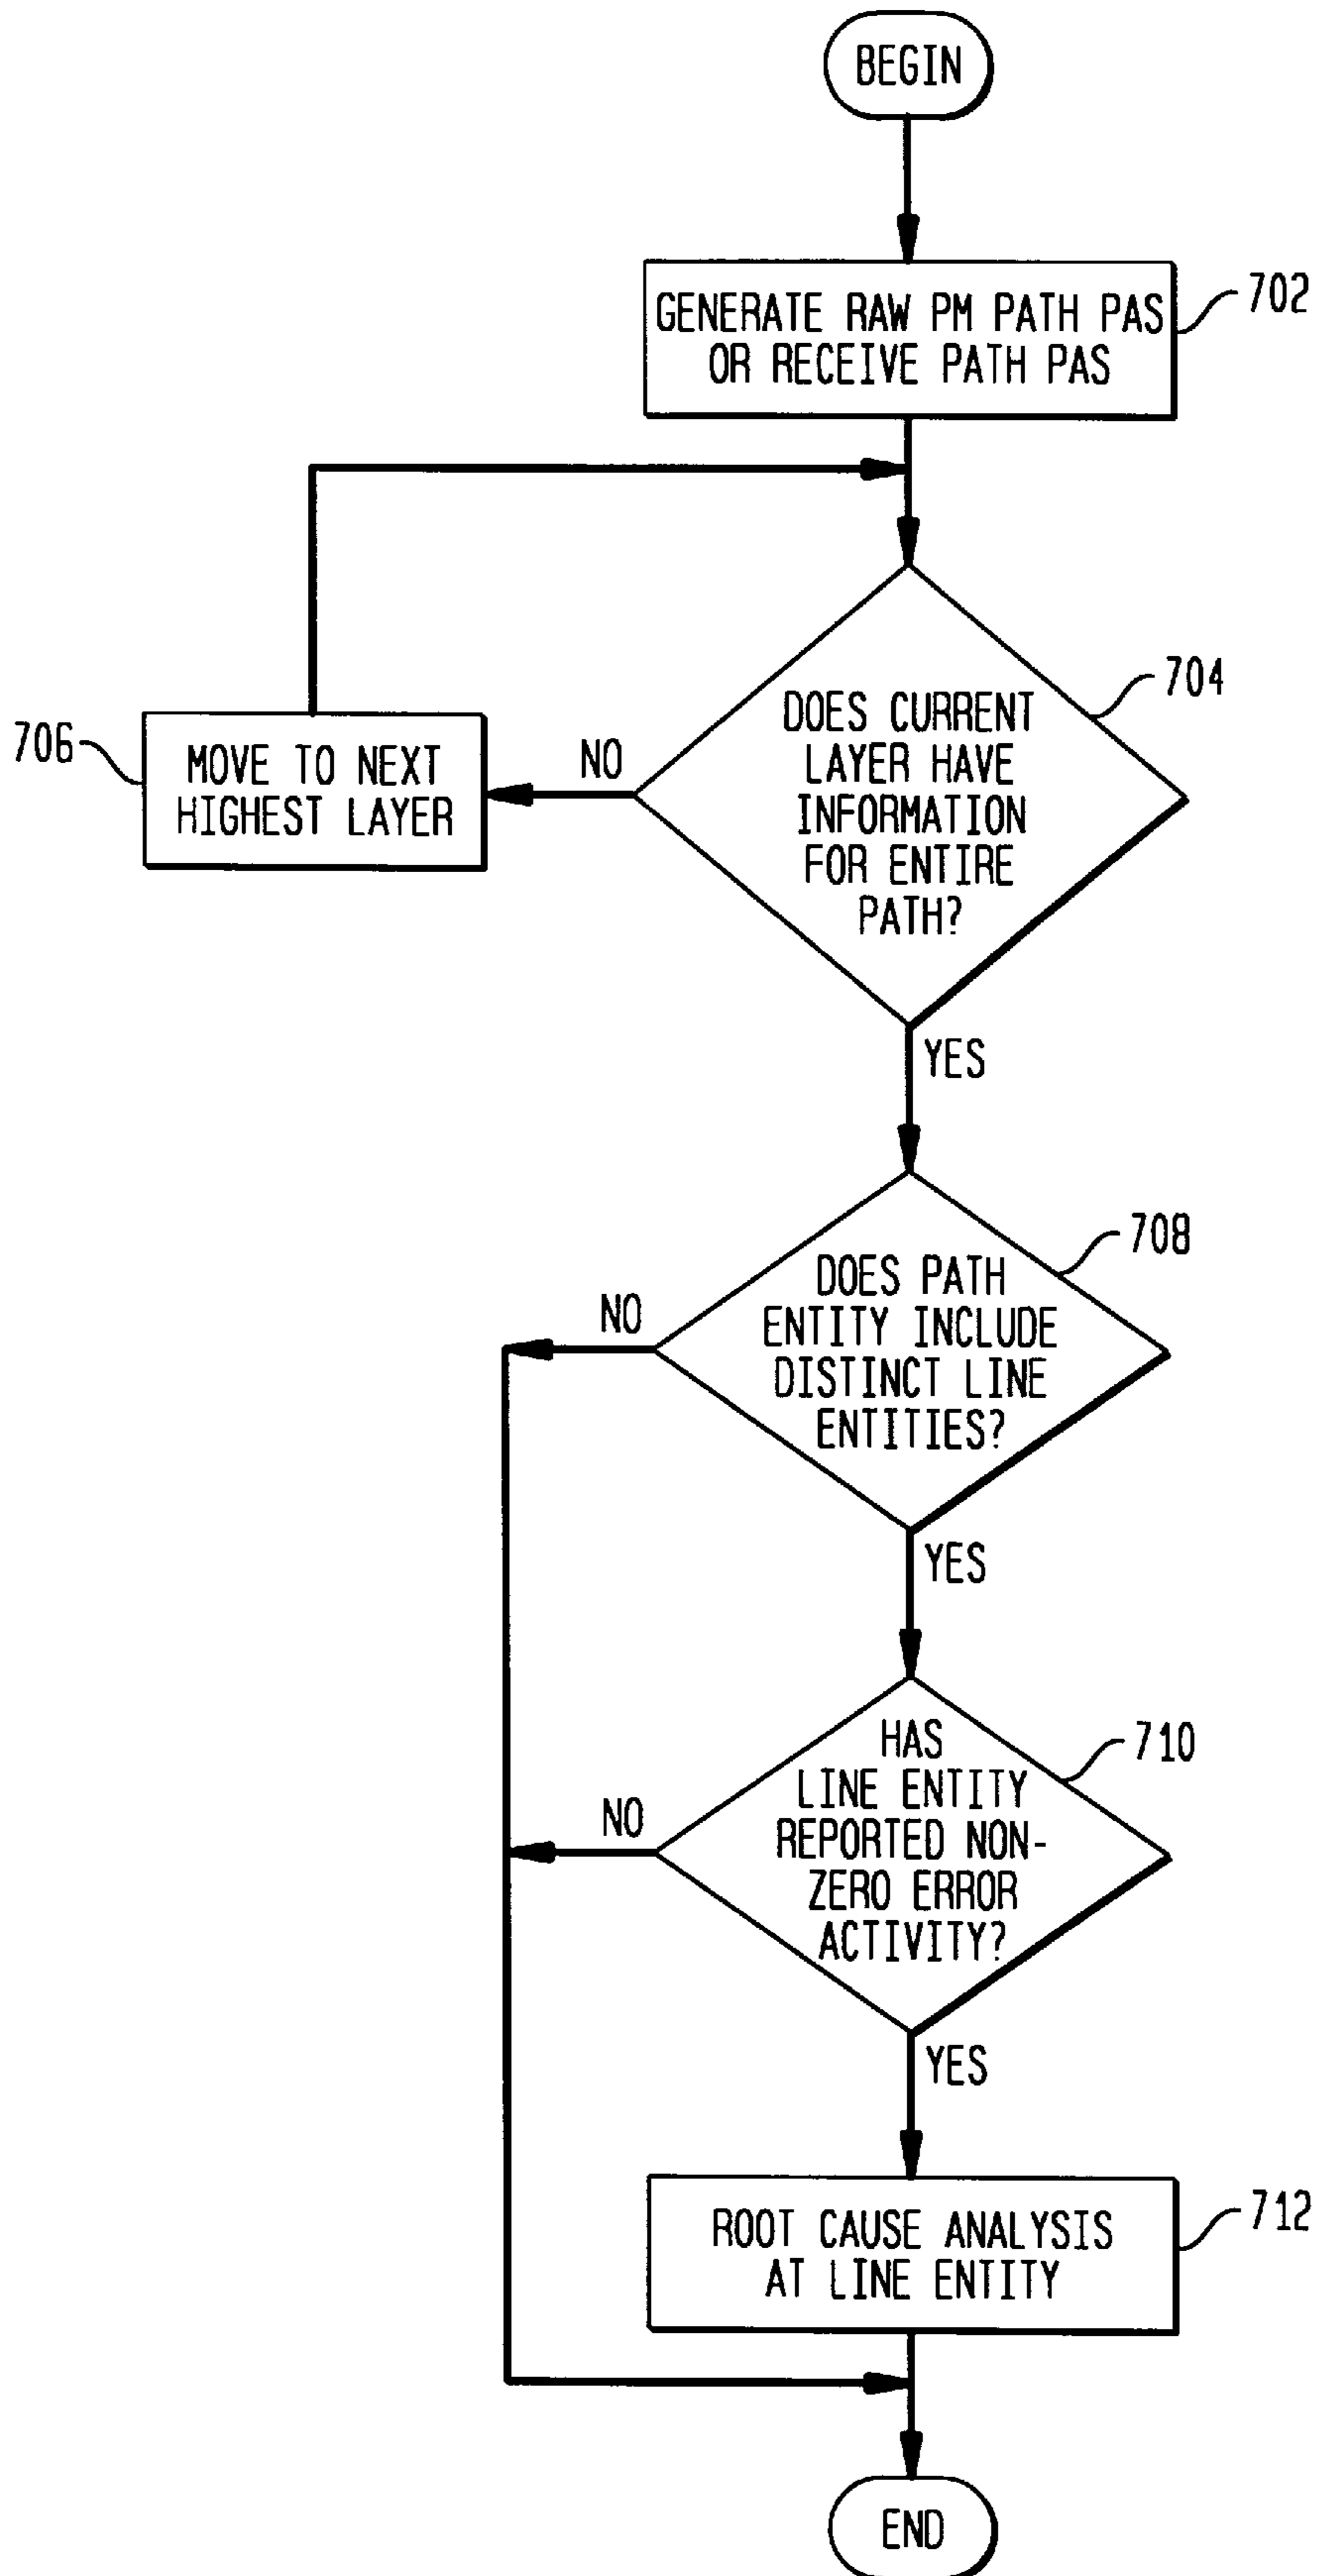 BEGIN
GENERATE RAW PM PATH PAS
OR RECEIVE PATH PAS
702
DOES CURRENT
LAYER HAVE
INFORMATION
FOR ENTIRE
PATH?
704
NO
706
MOVE TO NEXT
HIGHEST LAYER
YES
DOES PATH
ENTITY INCLUDE
DISTINCT LINE
ENTITIES?
708
NO
YES
HAS
LINE ENTITY
REPORTED NON-
ZERO ERROR
ACTIVITY?
710
NO
YES
ROOT CAUSE ANALYSIS
AT LINE ENTITY
712
END